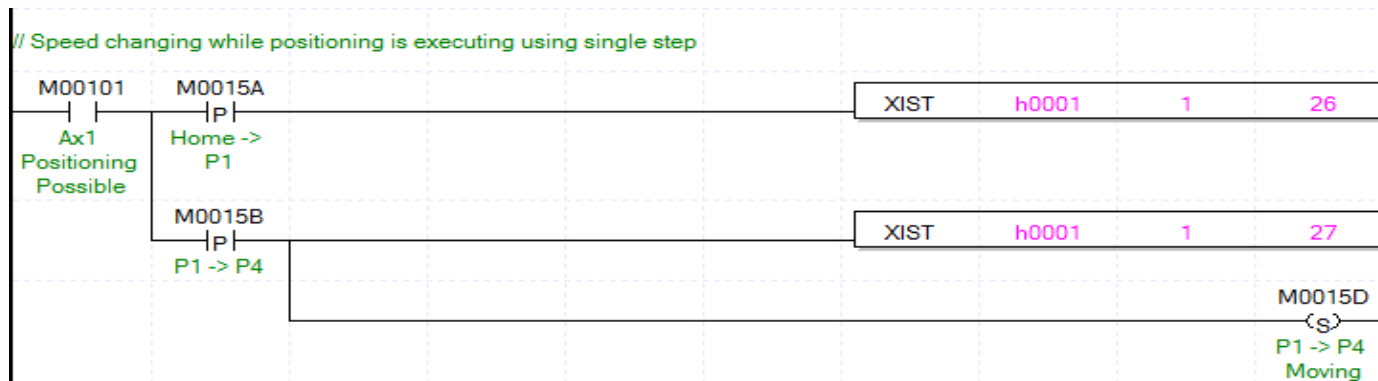 // Speed changing while positioning is executing using single step
M00101 M0015A
P XIST h0001 1 26
Ax1 Home ->
Positioning P1
Possible
M0015B
P XIST h0001 1 27
P1 -> P4
M0015D
S
P1 -> P4
Moving